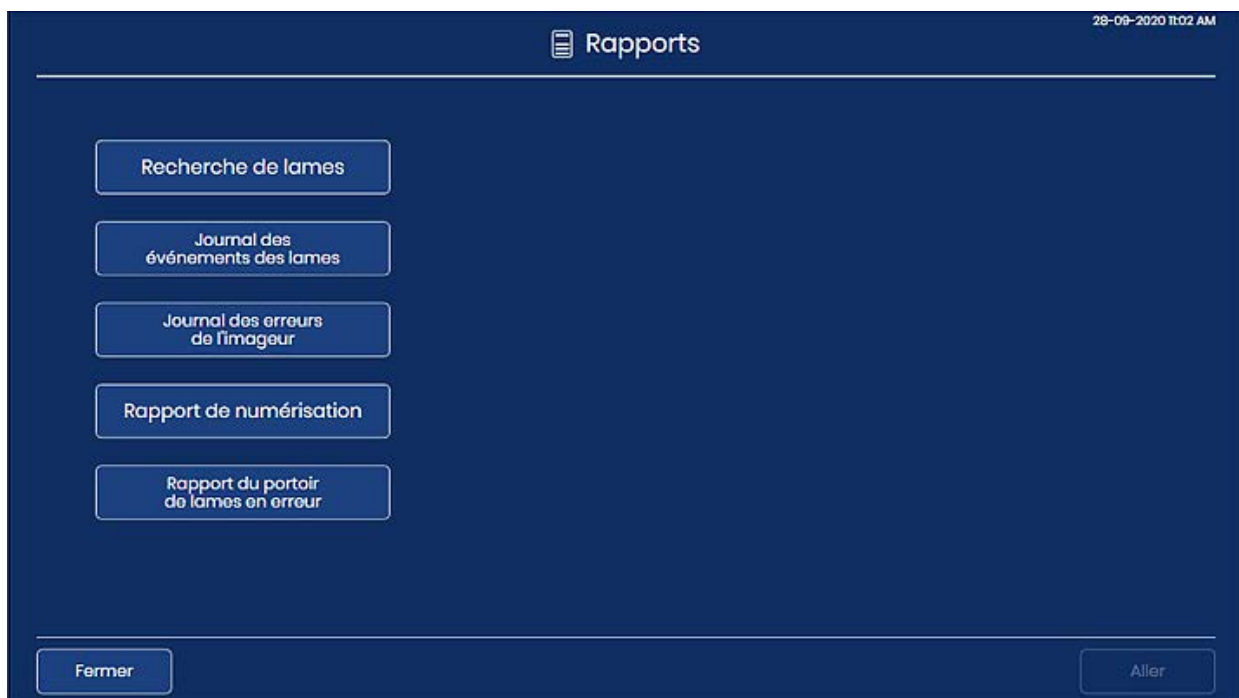 28-09-2020 11:02 AM
Rapports
Recherche de lames
Journal des
événements des lames
Journal des erreurs
de l'imageur
Rapport de numérisation
Rapport du portoir
de lames en erreur
Fermer
Aller